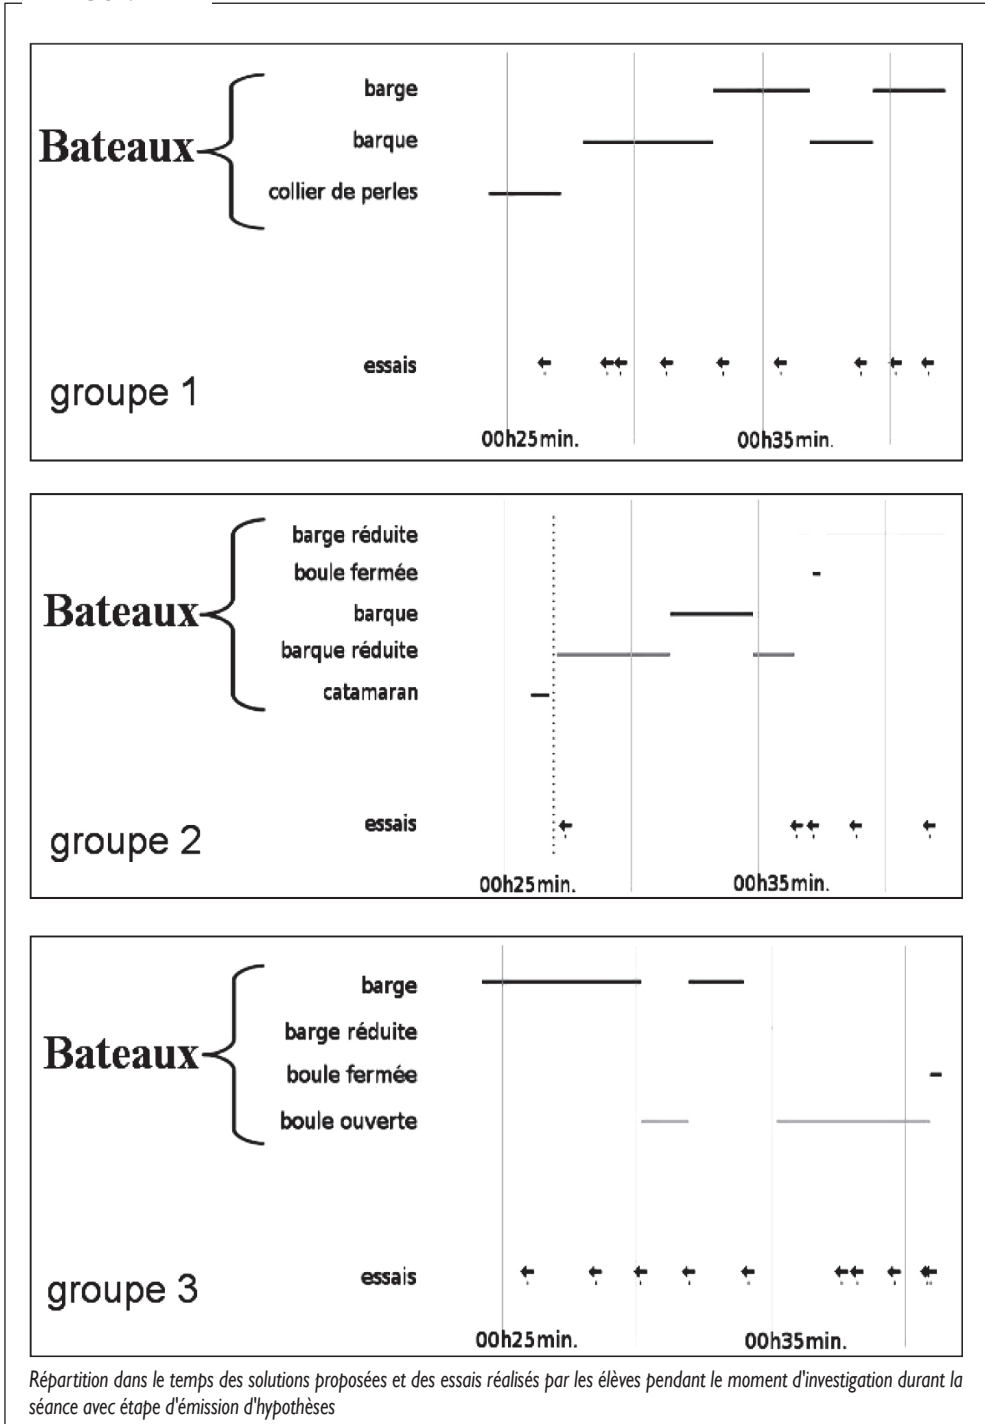 barge
barque
Bateaux
collier de perles
essais
groupe 1
00h25min.
00h35min.
barge réduite
boule fermée
Bateaux
barque
barque réduite
catamaran
essais
groupe 2
00h25min.
00h35min.
barge
barge réduite
Bateaux
boule fermée
boule ouverte
essais
groupe 3
00h25min.
00h35min.
Répartition dans le temps des solutions proposées et des essais réalisés par les élèves pendant le moment d'investigation durant la
séance avec étape d'émission d'hypothèses